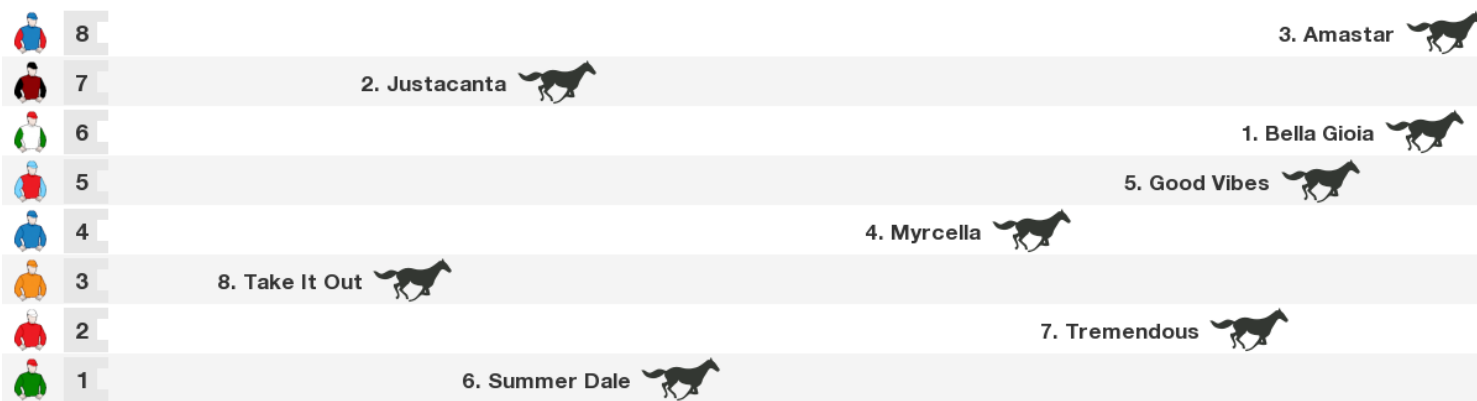 8 3. Amastar
7 2. Justacanta
6 1. Bella Gioia
5 5. Good Vibes
4 4. Myrcella
3 8. Take It Out
2 7. Tremendous
1 6. Summer Dale